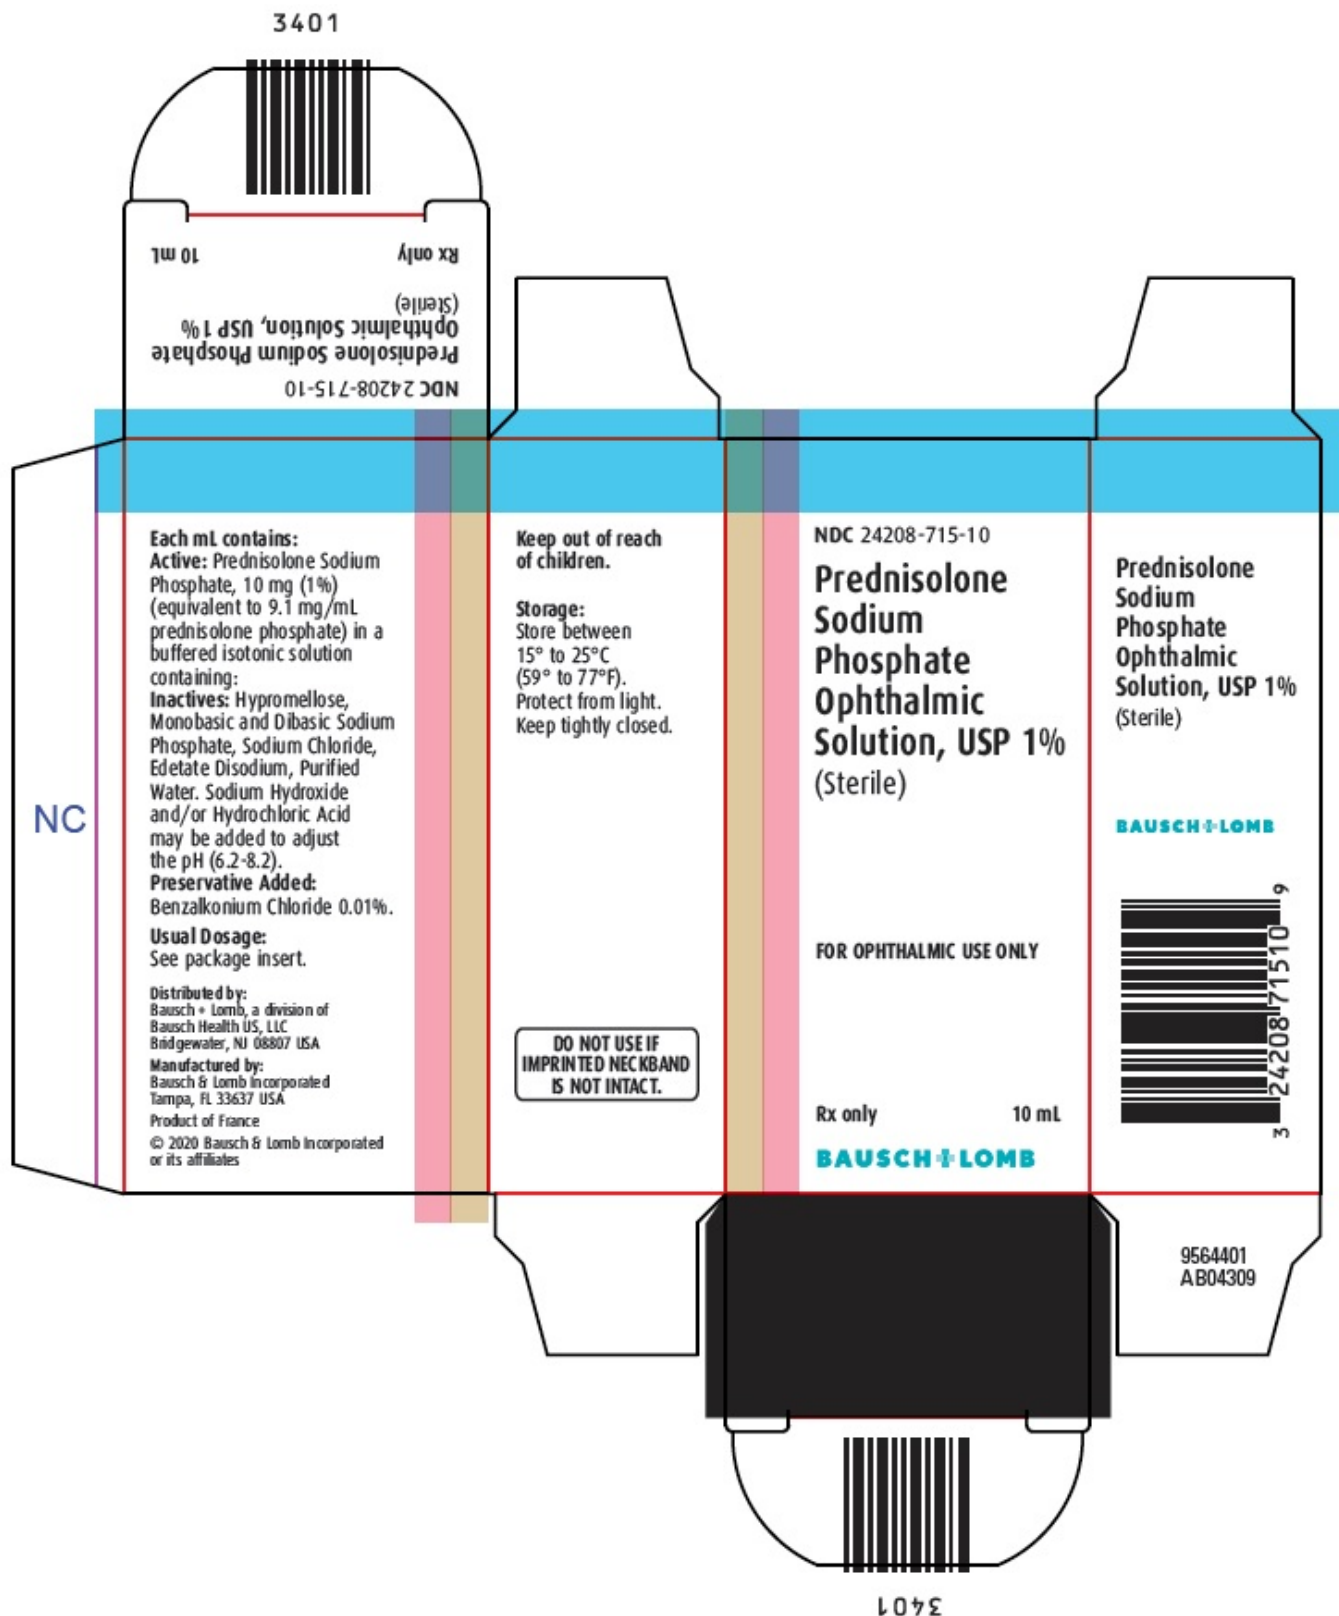 3401
Rx only 10 mL
(Sterile)
Ophthalmic Solution, USP 1%
Prednisolone Sodium Phosphate
NDC 24208-715-10
NC
Each mL contains:
Active: Prednisolone Sodium
Phosphate, 10 mg (1%)
(equivalent to 9.1 mg/mL
prednisolone phosphate) in a
buffered isotonic solution
containing:
Inactives: Hypromellose,
Monobasic and Dibasic Sodium
Phosphate, Sodium Chloride,
Edetate Disodium, Purified
Water. Sodium Hydroxide
and/or Hydrochloric Acid
may be added to adjust
the pH (6.2-8.2).
Preservative Added:
Benzalkonium Chloride 0.01%.
Usual Dosage:
See package insert.
Distributed by:
Bausch + Lomb, a division of
Bausch Health US, LLC
Bridgewater, NJ 08807 USA
Manufactured by:
Bausch & Lomb Incorporated
Tampa, FL 33637 USA
Product of France
© 2020 Bausch & Lomb Incorporated
or its affiliates
Keep out of reach
of children.
Storage:
Store between
15° to 25°C
(59° to 77°F).
Protect from light.
Keep tightly closed.
DO NOT USE IF
IMPRINTED NECKBAND
IS NOT INTACT.
NDC 24208-715-10
Prednisolone
Sodium
Phosphate
Ophthalmic
Solution, USP 1%
(Sterile)
FOR OPHTHALMIC USE ONLY
Rx only 10 mL
BAUSCH + LOMB
Prednisolone
Sodium
Phosphate
Ophthalmic
Solution, USP 1%
(Sterile)
BAUSCH + LOMB
3 24208 71510 9
9564401
AB04309
3401